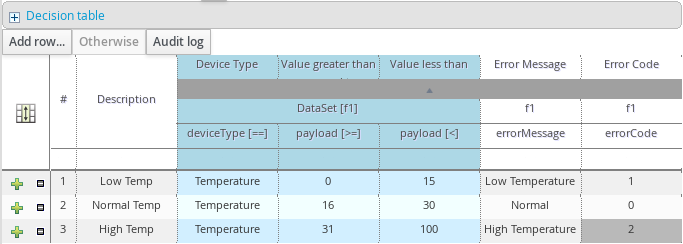 Decision table
Add row... Otherwise Audit log
Device Type Value greater than Value less than Error Message Error Code
# Description
DataSet [f1] f1 f1
deviceType [==] payload [>=] payload [<] errorMessage errorCode
1 Low Temp Temperature 0 15 Low Temperature 1
2 Normal Temp Temperature 16 30 Normal 0
3 High Temp Temperature 31 100 High Temperature 2